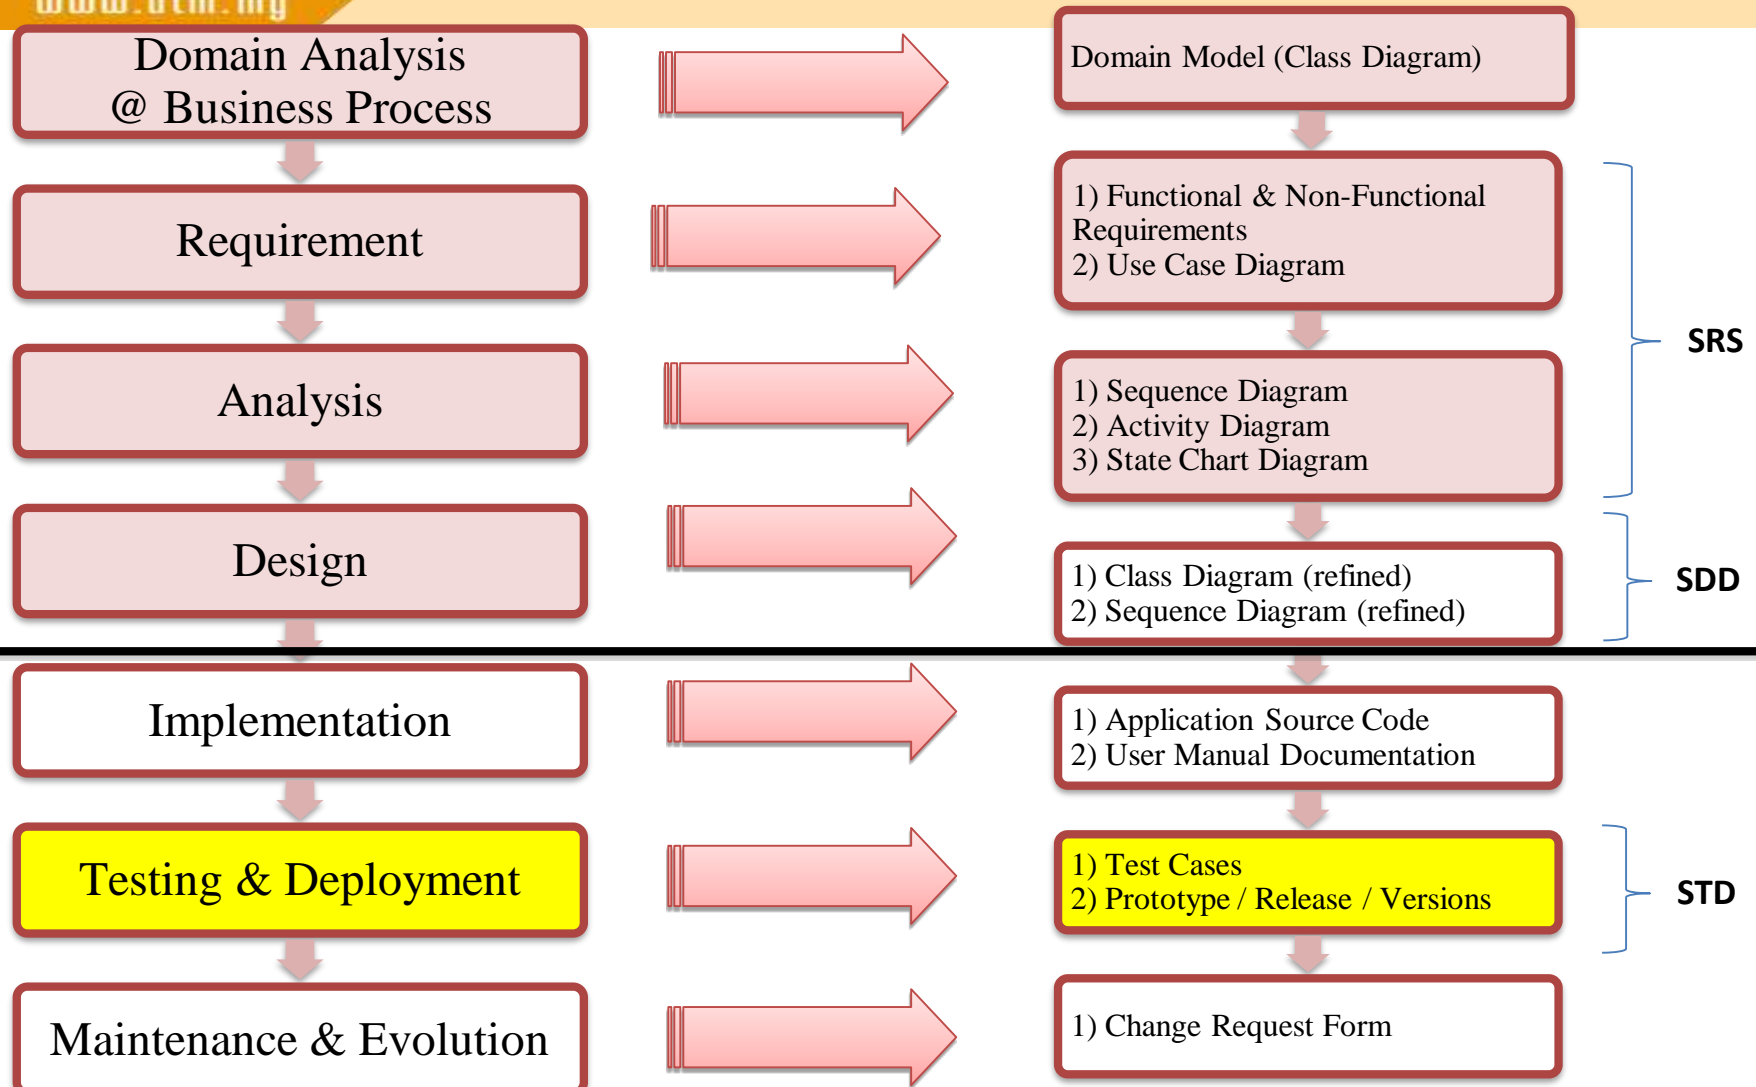 www.utm.my
Domain Analysis
@ Business Process
Domain Model (Class Diagram)
Requirement
1) Functional & Non-Functional
Requirements
2) Use Case Diagram
SRS
Analysis
1) Sequence Diagram
2) Activity Diagram
3) State Chart Diagram
Design
1) Class Diagram (refined)
2) Sequence Diagram (refined)
SDD
Implementation
1) Application Source Code
2) User Manual Documentation
Testing & Deployment
1) Test Cases
2) Prototype / Release / Versions
STD
Maintenance & Evolution
1) Change Request Form